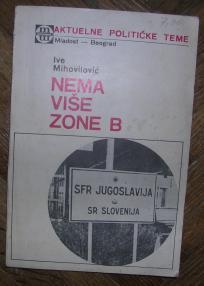 AKTUELNE POLITIČKE TEME
Mladost — Beograd
Ive
Mihovilović
NEMA
VIŠE
ZONE B
SFR JUGOSLAVIJA
SR SLOVENIJA